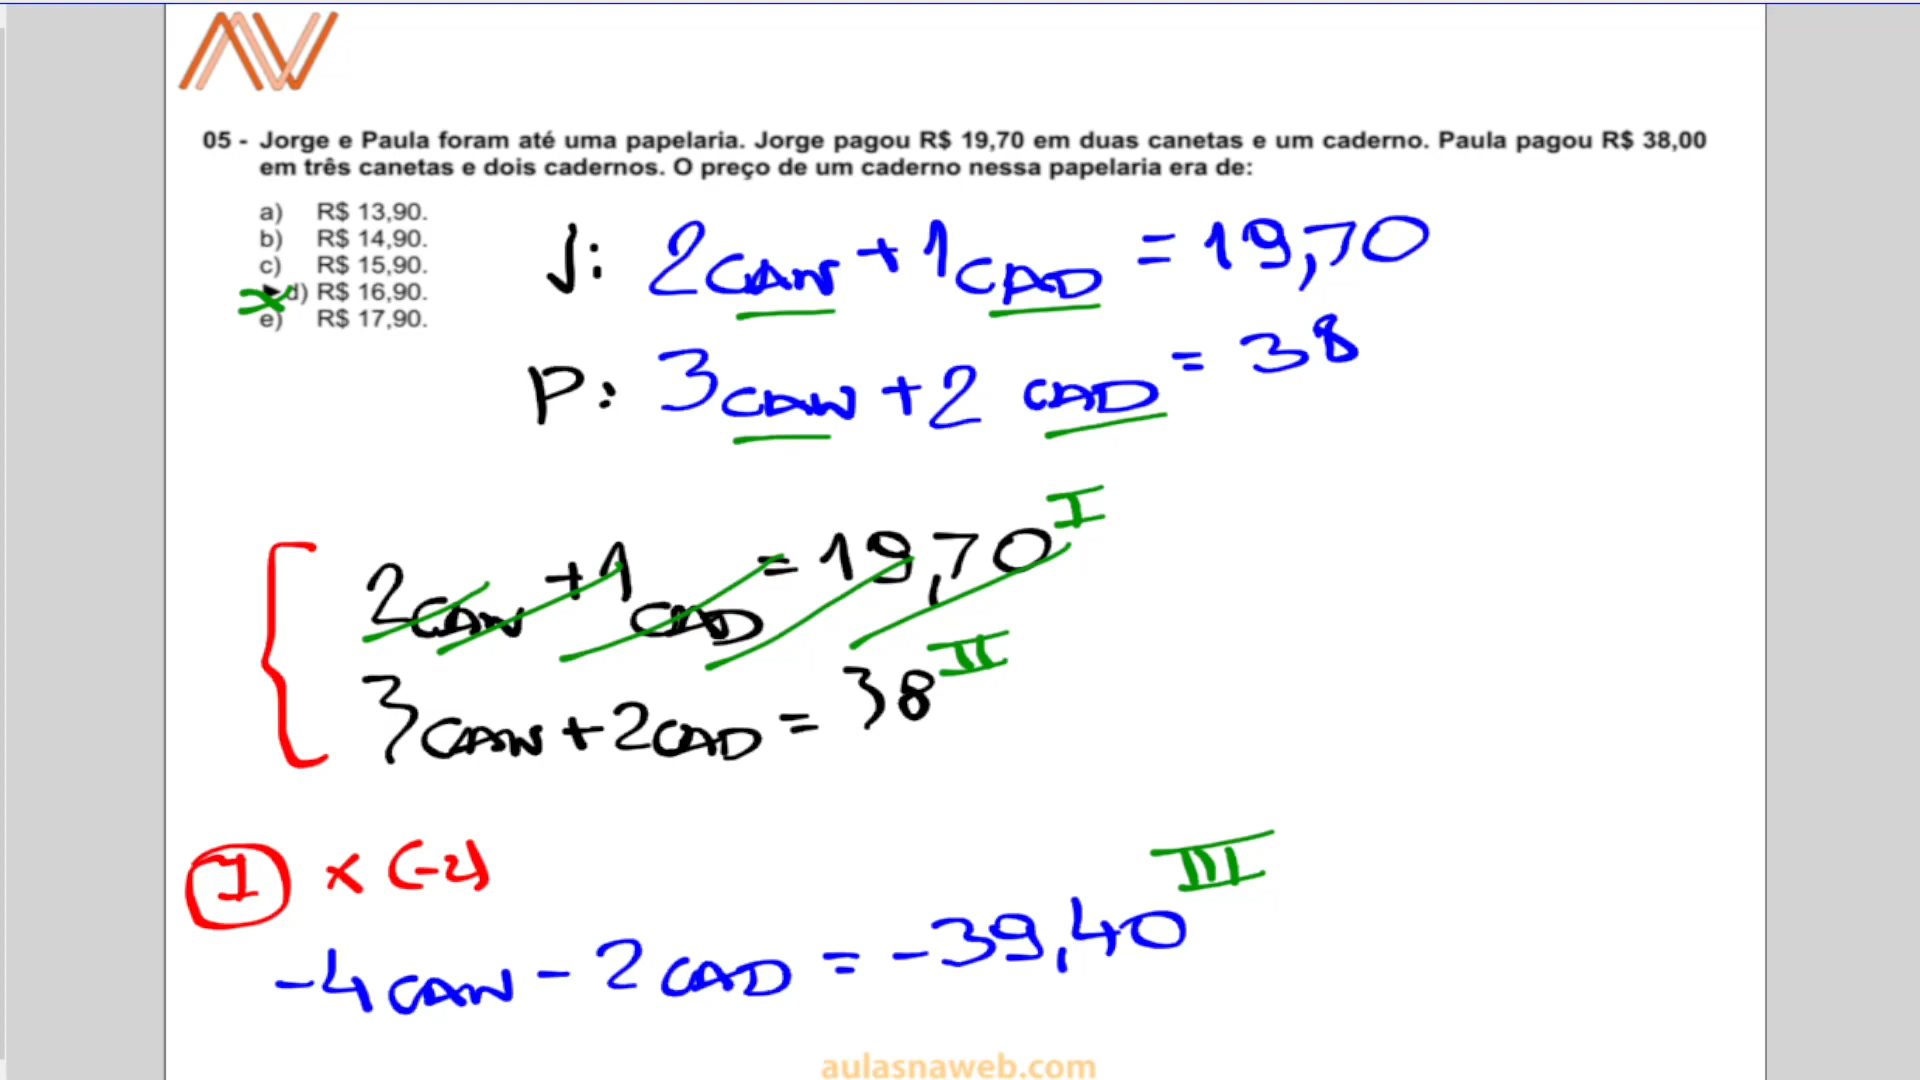 05 - Jorge e Paula foram até uma papelaria. Jorge pagou R$ 19,70 em duas canetas e um caderno. Paula pagou R$ 38,00
em três canetas e dois cadernos. O preço de um caderno nessa papelaria era de:
a) R$ 13,90.
b) R$ 14,90.
c) R$ 15,90.
d) R$ 16,90.
e) R$ 17,90.
J: 2CAN + 1CAD = 19,70
P: 3CAN + 2 CAD = 38
2CAN + 1CAD = 19,70 I
3CAN + 2CAD = 38 II
I × (-2)
-4CAN - 2CAD = -39,40 III
aulasnaweb.com